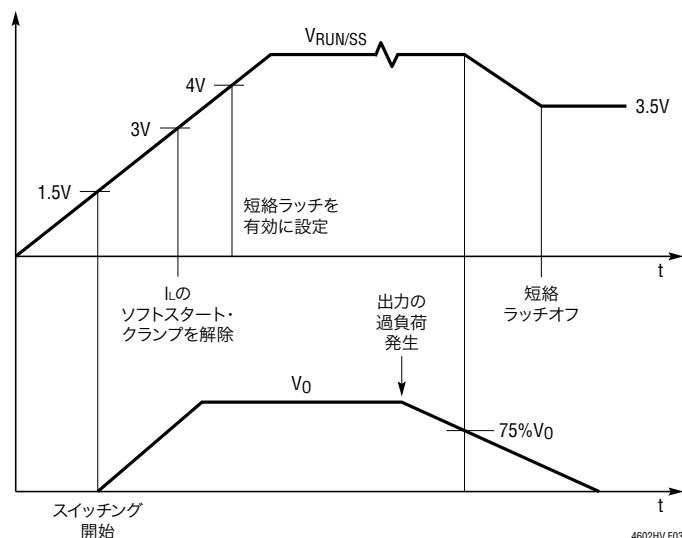 VRUN/SS
4V
3V
1.5V
3.5V
短絡ラッチを
有効に設定
t
ILの
ソフトスタート・
クランプを解除
出力の
過負荷
発生
短絡
ラッチオフ
VO
75%VO
t
スイッチング
開始
4602HV F03